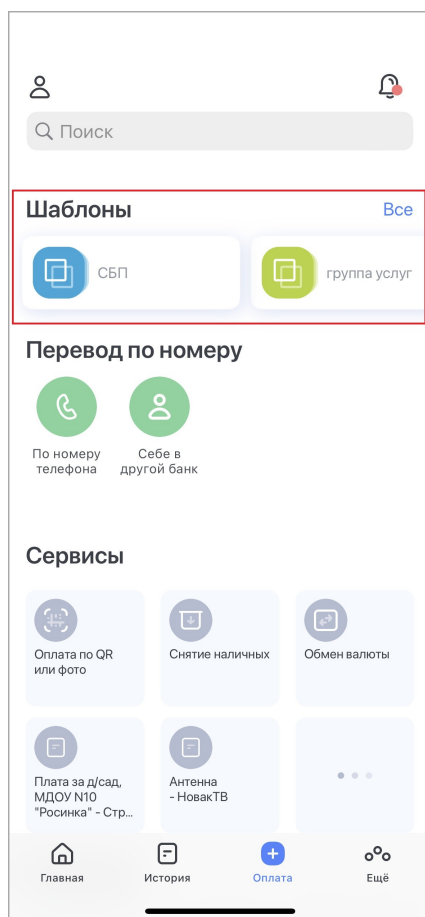 Поиск
Шаблоны
Все
СБП
группа услуг
Перевод по номеру
По номеру
телефона
Себе в
другой банк
Сервисы
Оплата по QR
или фото
Снятие наличных
Обмен валюты
Плата за д/сад,
МДОУ N10
"Росинка" - Стр...
Антенна
- НовакТВ
Главная
История
Оплата
Ещё